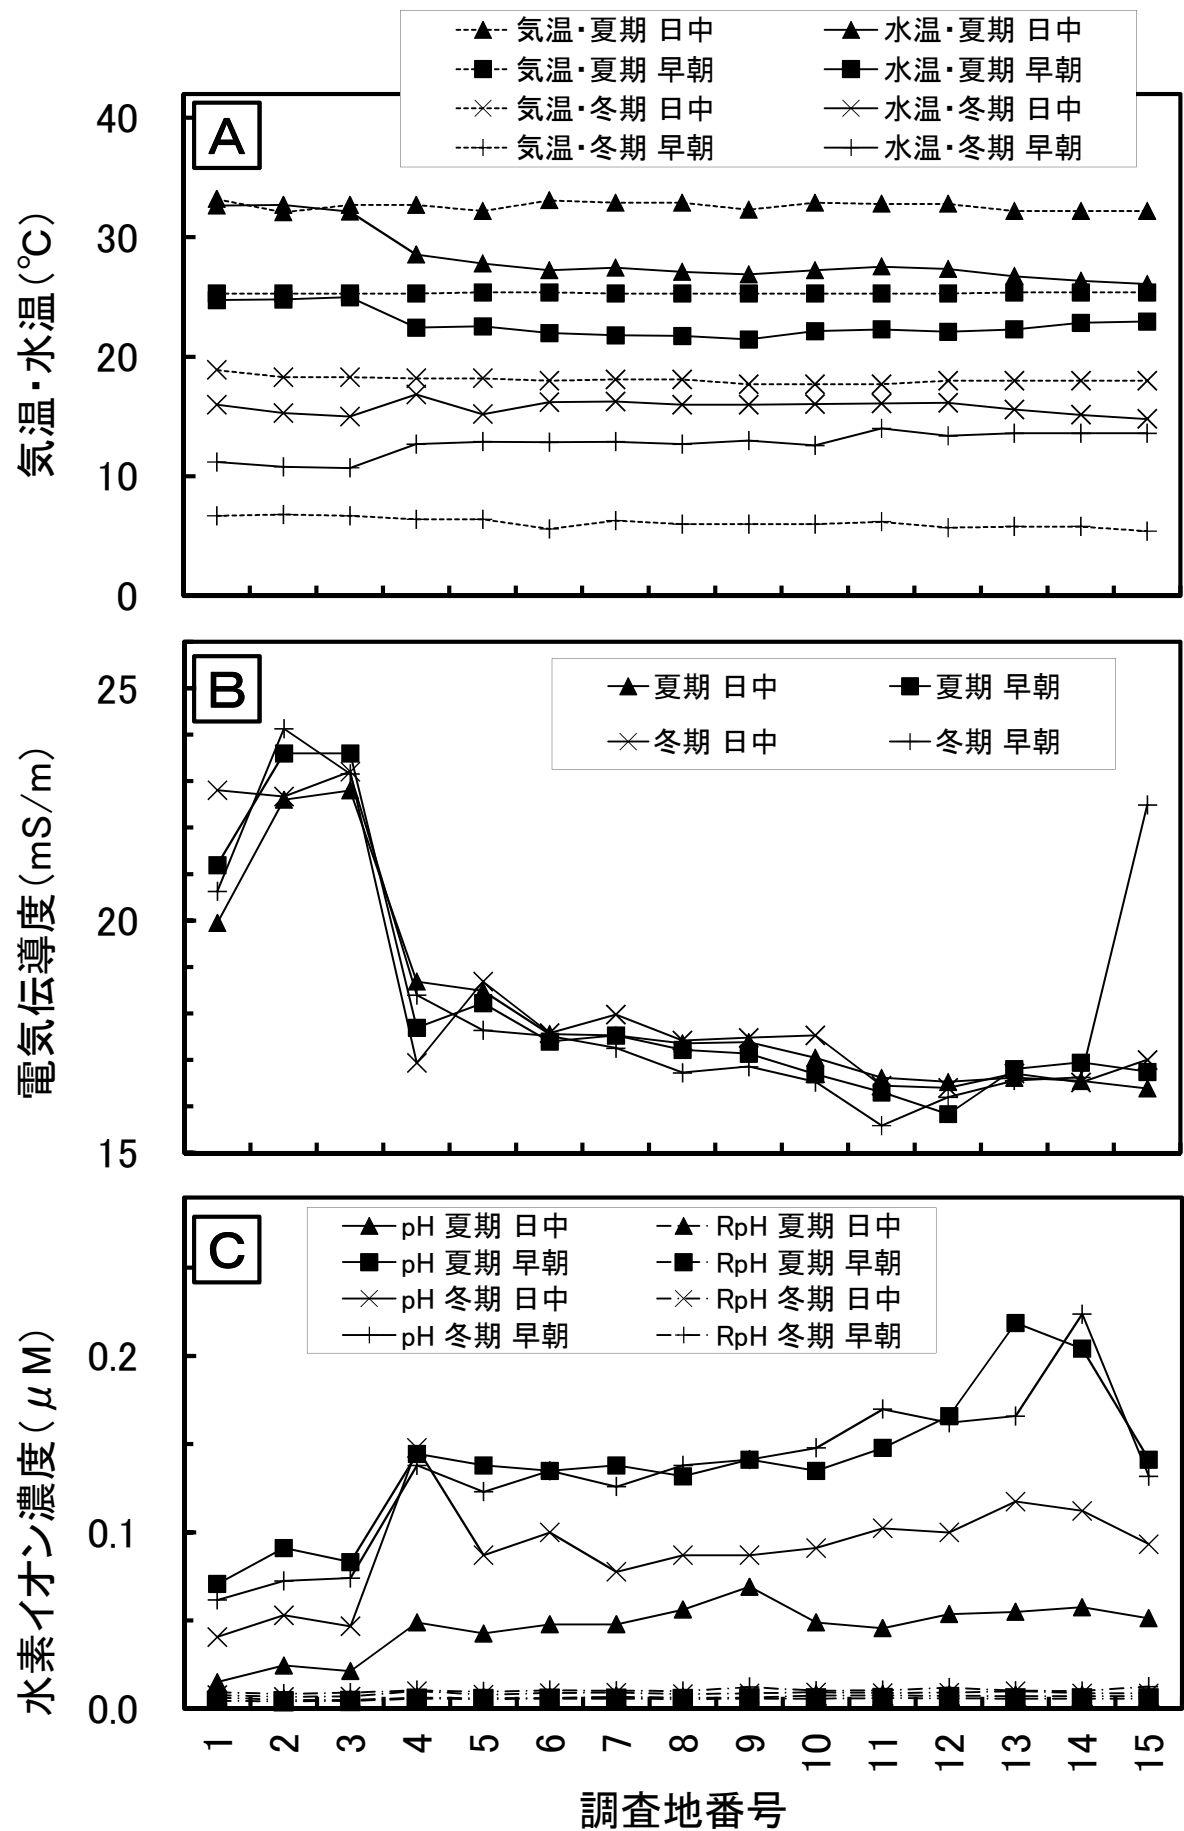 気温・夏期 日中 水温・夏期 日中
気温・夏期 早朝 水温・夏期 早朝
気温・冬期 日中 水温・冬期 日中
気温・冬期 早朝 水温・冬期 早朝
A
40
30
20
10
0
気温・水温(℃)
B
夏期 日中 夏期 早朝
冬期 日中 冬期 早朝
25
20
15
電気伝導度(mS/m)
C
pH 夏期 日中 RpH 夏期 日中
pH 夏期 早朝 RpH 夏期 早朝
pH 冬期 日中 RpH 冬期 日中
pH 冬期 早朝 RpH 冬期 早朝
0.2
0.1
0.0
水素イオン濃度(μM)
1 2 3 4 5 6 7 8 9 10 11 12 13 14 15
調査地番号